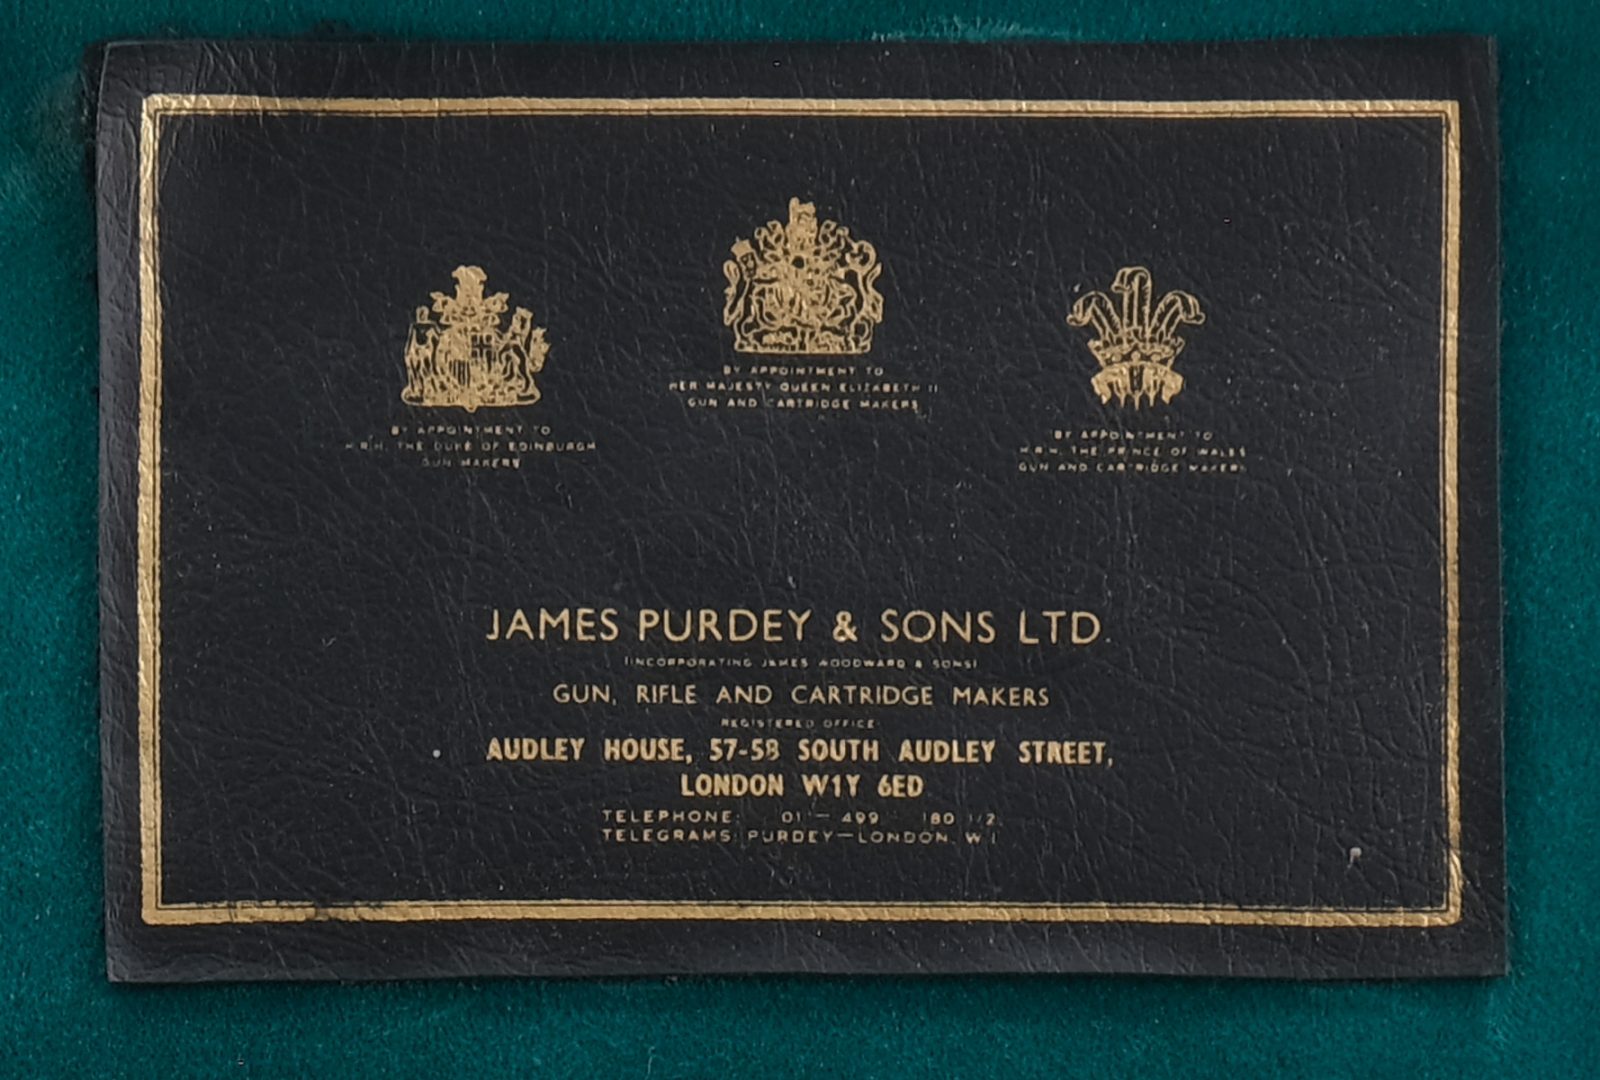 BY APPOINTMENT TO
HER MAJESTY QUEEN ELIZABETH II
GUN AND CARTRIDGE MAKERS
BY APPOINTMENT TO
H.R.H. THE DUKE OF EDINBURGH
GUN MAKERS
BY APPOINTMENT TO
H.R.H. THE PRINCE OF WALES
GUN AND CARTRIDGE MAKERS
JAMES PURDEY & SONS LTD.
(INCORPORATING JAMES WOODWARD & SONS)
GUN, RIFLE AND CARTRIDGE MAKERS
REGISTERED OFFICE
AUDLEY HOUSE, 57-58 SOUTH AUDLEY STREET,
LONDON W1Y 6ED
TELEPHONE: 01 — 499
TELEGRAMS: PURDEY—LONDON, W.1